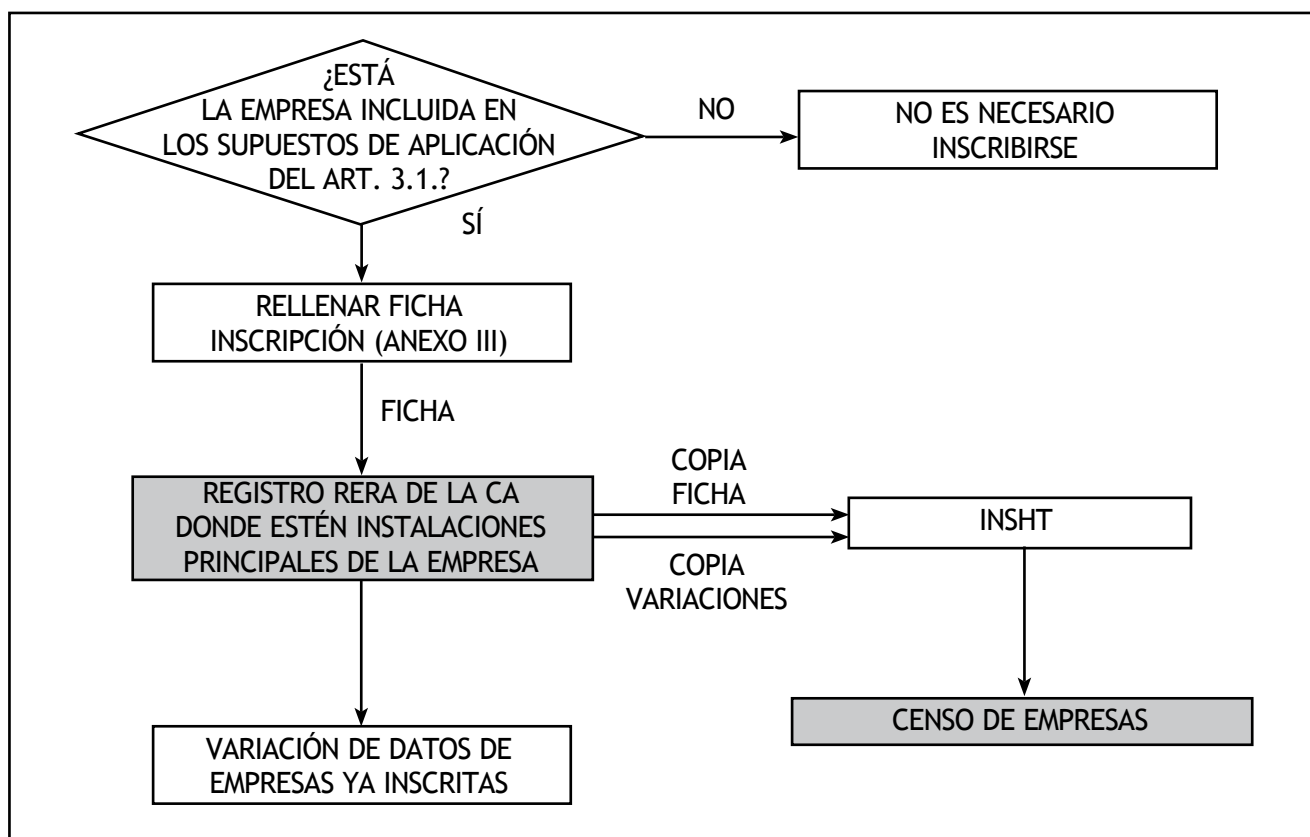 ¿ESTÁ
LA EMPRESA INCLUIDA EN
LOS SUPUESTOS DE APLICACIÓN
DEL ART. 3.1.?
NO
NO ES NECESARIO
INSCRIBIRSE
SÍ
RELLENAR FICHA
INSCRIPCIÓN (ANEXO III)
FICHA
REGISTRO RERA DE LA CA
DONDE ESTÉN INSTALACIONES
PRINCIPALES DE LA EMPRESA
COPIA
FICHA
COPIA
VARIACIONES
INSHT
CENSO DE EMPRESAS
VARIACIÓN DE DATOS DE
EMPRESAS YA INSCRITAS